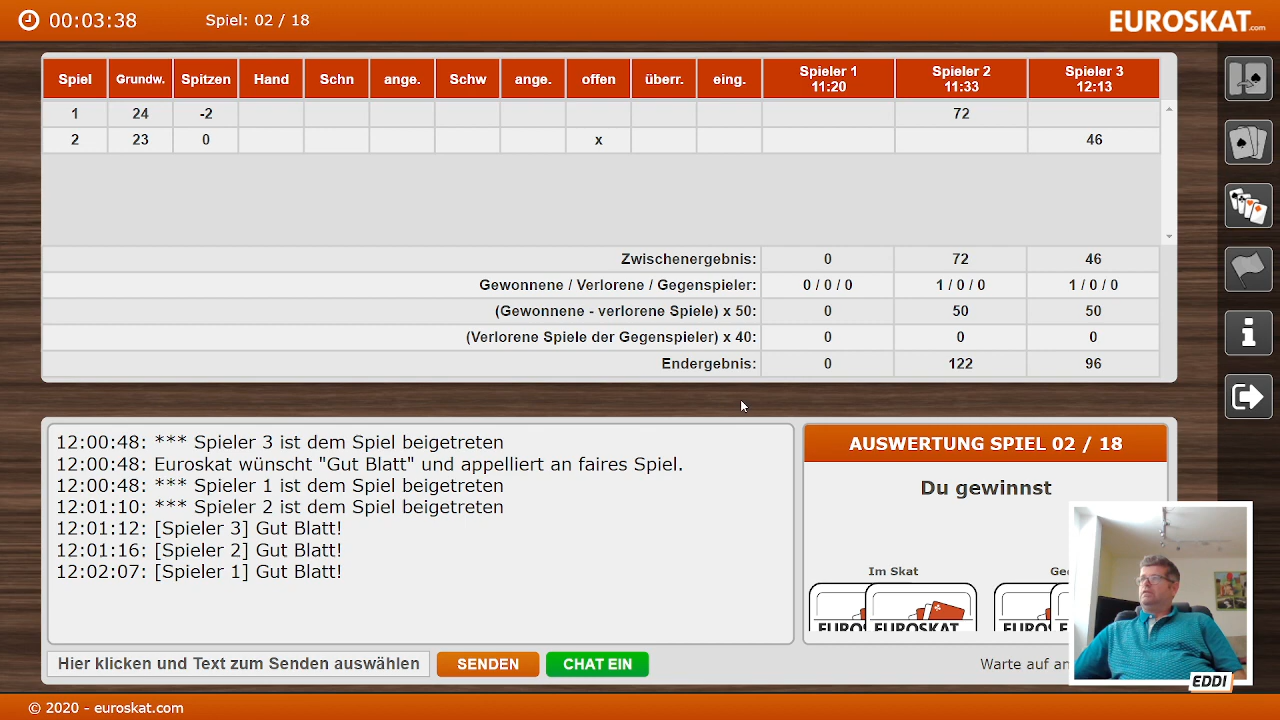 00:03:38 Spiel: 02 / 18 EUROSKAT.com
Spiel Grundw. Spitzen Hand Schn ange. Schw ange. offen überr. eing. Spieler 1 Spieler 2 Spieler 3
11:20 11:33 12:13
1 24 -2 72
2 23 0 x 46
Zwischenergebnis: 0 72 46
Gewonnene / Verlorene / Gegenspieler: 0 / 0 / 0 1 / 0 / 0 1 / 0 / 0
(Gewonnene - verlorene Spiele) x 50: 0 50 50
(Verlorene Spiele der Gegenspieler) x 40: 0 0 0
Endergebnis: 0 122 96
12:00:48: *** Spieler 3 ist dem Spiel beigetreten
12:00:48: Euroskat wünscht "Gut Blatt" und appelliert an faires Spiel.
12:00:48: *** Spieler 1 ist dem Spiel beigetreten
12:01:10: *** Spieler 2 ist dem Spiel beigetreten
12:01:12: [Spieler 3] Gut Blatt!
12:01:16: [Spieler 2] Gut Blatt!
12:02:07: [Spieler 1] Gut Blatt!
Hier klicken und Text zum Senden auswählen SENDEN CHAT EIN
AUSWERTUNG SPIEL 02 / 18
Du gewinnst
Im Skat
EUROSKAT
Warte auf
EDDI
© 2020 - euroskat.com